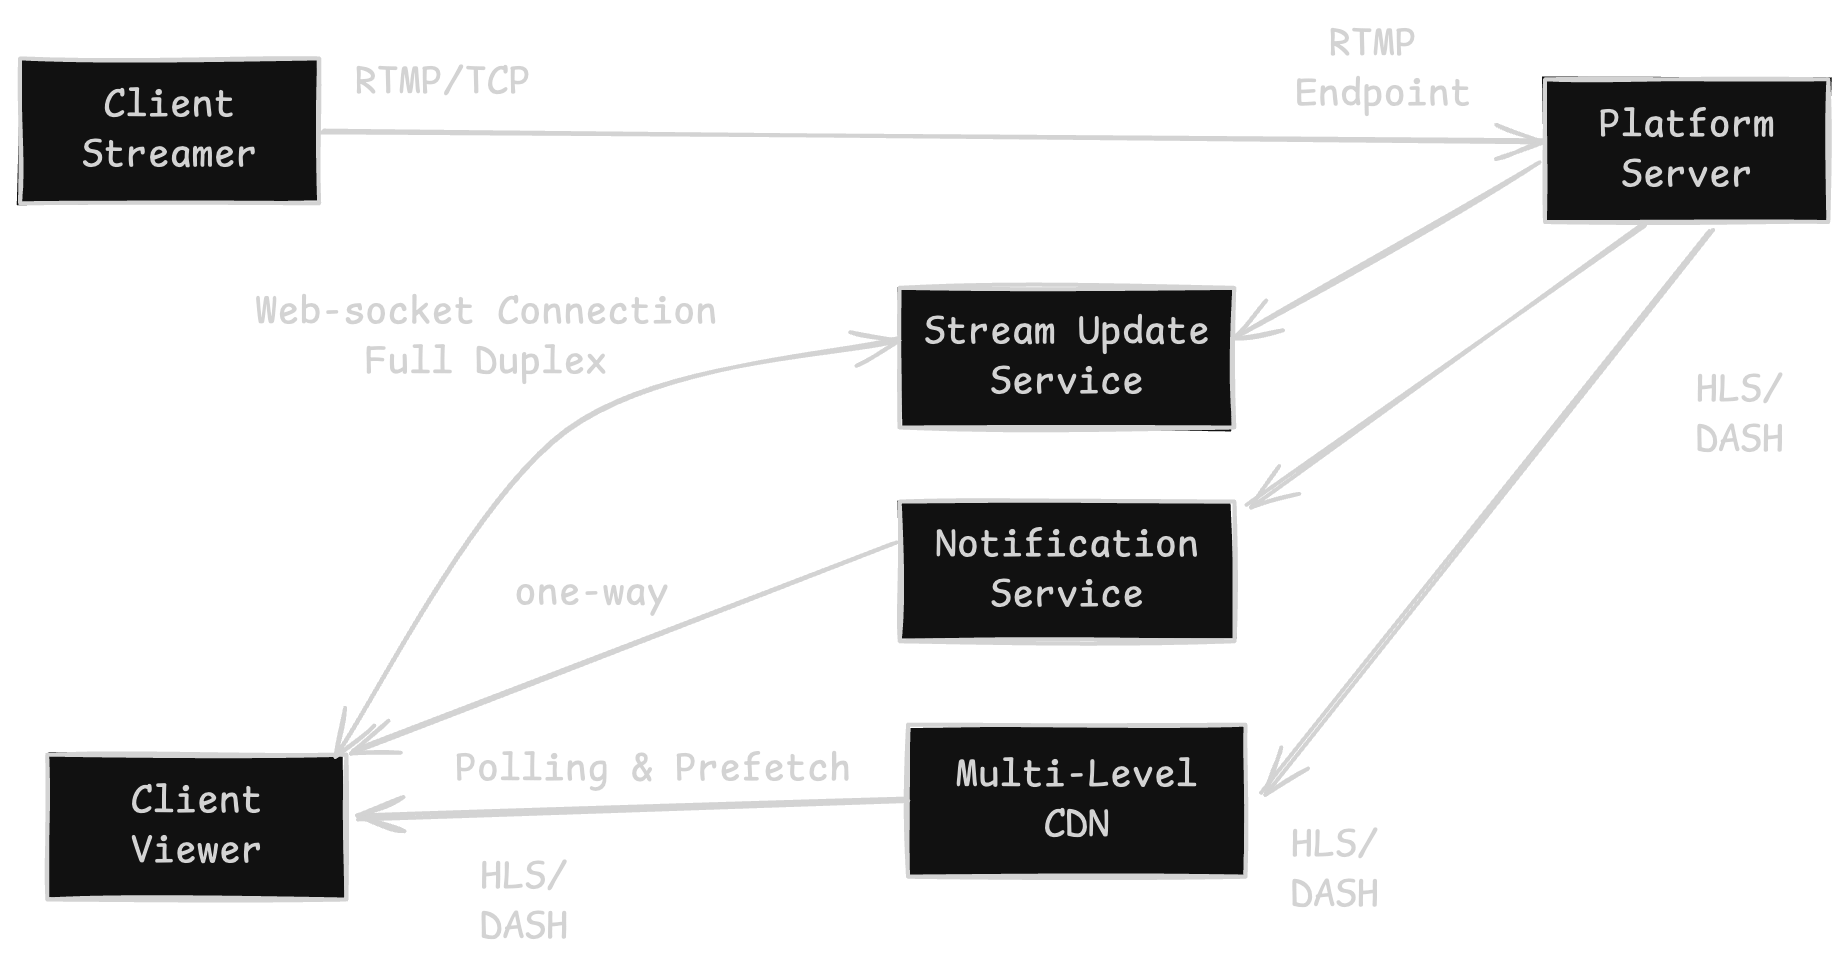 RTMP
Endpoint
RTMP/TCP
Client
Streamer
Platform
Server
Web-socket Connection
Full Duplex
Stream Update
Service
HLS/
DASH
Notification
Service
one-way
Polling & Prefetch
Multi-Level
CDN
Client
Viewer
HLS/
DASH
HLS/
DASH